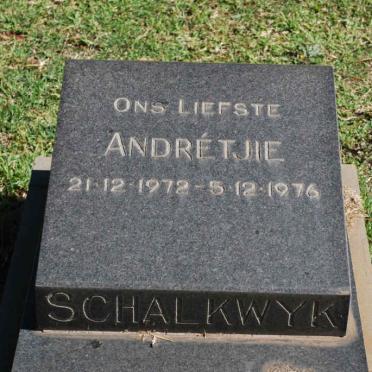 ONS LIEFSTE
ANDRÉTJIE
21·12·1972 - 5·12·1976
SCHALKWYK